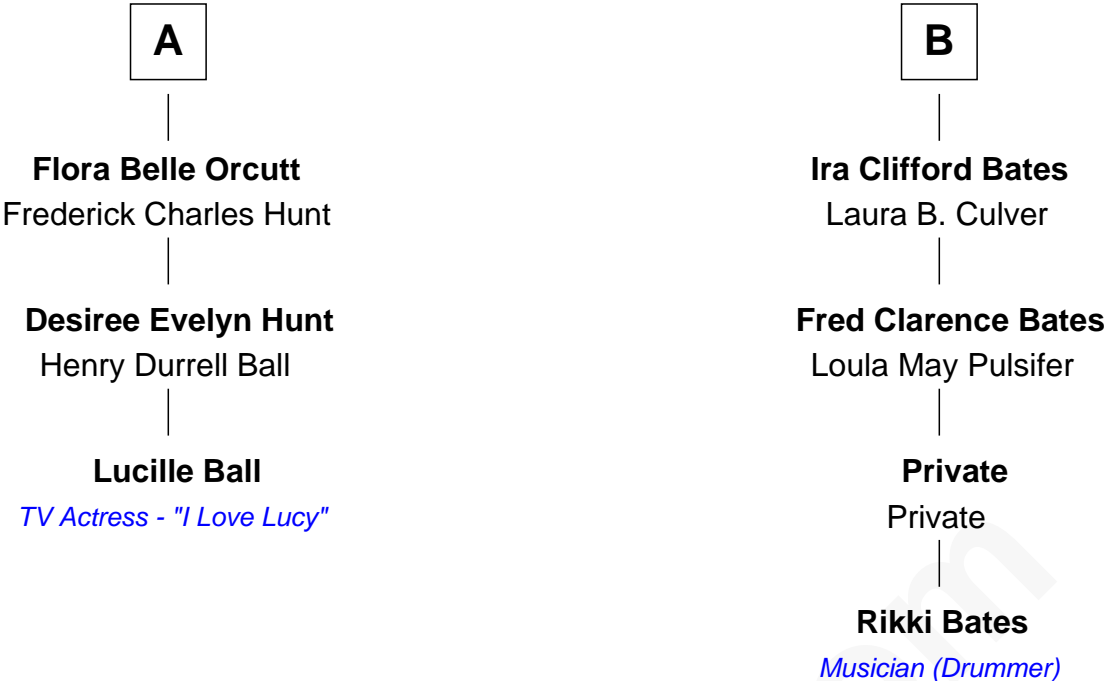 A
Flora Belle Orcutt
Frederick Charles Hunt
Desiree Evelyn Hunt
Henry Durrell Ball
Lucille Ball
TV Actress - "I Love Lucy"
B
Ira Clifford Bates
Laura B. Culver
Fred Clarence Bates
Loula May Pulsifer
Private
Private
Rikki Bates
Musician (Drummer)
om